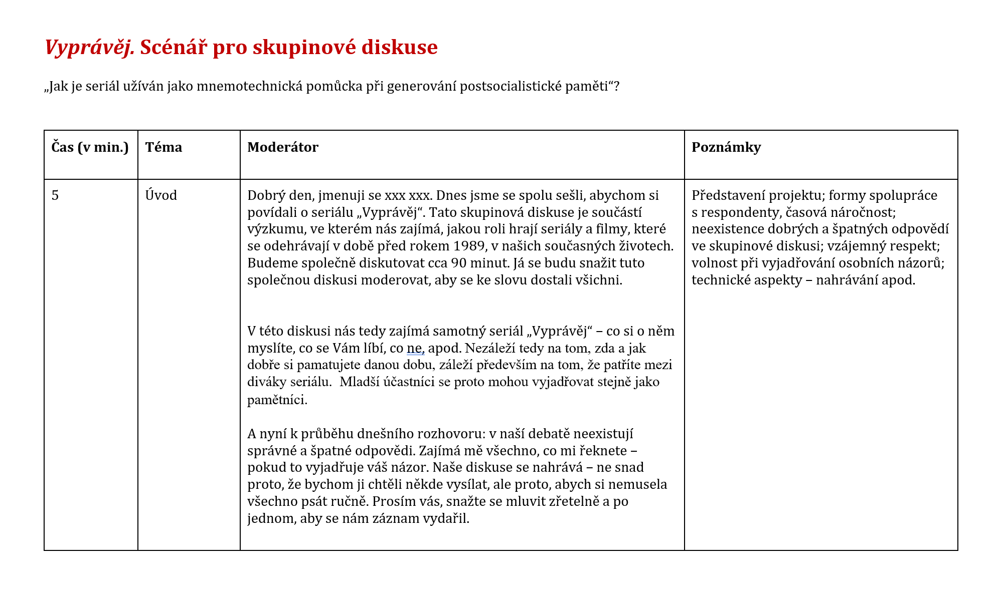 Vyprávěj. Scénář pro skupinové diskuse
„Jak je seriál užíván jako mnemotechnická pomůcka při generování postsocialistické paměti“?
Čas (v min.) Téma Moderátor Poznámky
5 Úvod
Dobrý den, jmenuji se xxx xxx. Dnes jsme se spolu sešli, abychom si
povídali o seriálu „Vyprávěj“. Tato skupinová diskuse je součástí
výzkumu, ve kterém nás zajímá, jakou roli hrají seriály a filmy, které
se odehrávají v době před rokem 1989, v našich současných životech.
Budeme společně diskutovat cca 90 minut. Já se budu snažit tuto
společnou diskusi moderovat, aby se ke slovu dostali všichni.
V této diskusi nás tedy zajímá samotný seriál „Vyprávěj“ – co si o něm
myslíte, co se Vám líbí, co ne, apod. Nezáleží tedy na tom, zda a jak
dobře si pamatujete danou dobu, záleží především na tom, že patříte mezi
diváky seriálu. Mladší účastníci se proto mohou vyjadřovat stejně jako
pamětníci.
A nyní k průběhu dnešního rozhovoru: v naší debatě neexistují
správné a špatné odpovědi. Zajímá mě všechno, co mi řeknete –
pokud to vyjadřuje váš názor. Naše diskuse se nahrává – ne snad
proto, že bychom ji chtěli někde vysílat, ale proto, abych si nemusela
všechno psát ručně. Prosím vás, snažte se mluvit zřetelně a po
jednom, aby se nám záznam vydařil.
Představení projektu; formy spolupráce
s respondenty, časová náročnost;
neexistence dobrých a špatných odpovědí
ve skupinové diskusi; vzájemný respekt;
volnost při vyjadřování osobních názorů;
technické aspekty – nahrávání apod.